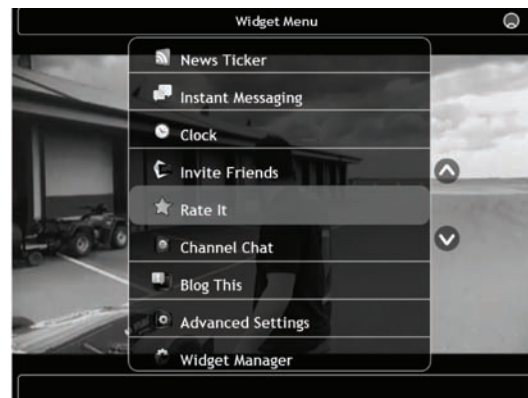 Widget Menu
News Ticker
Instant Messaging
Clock
Invite Friends
Rate It
Channel Chat
Blog This
Advanced Settings
Widget Manager